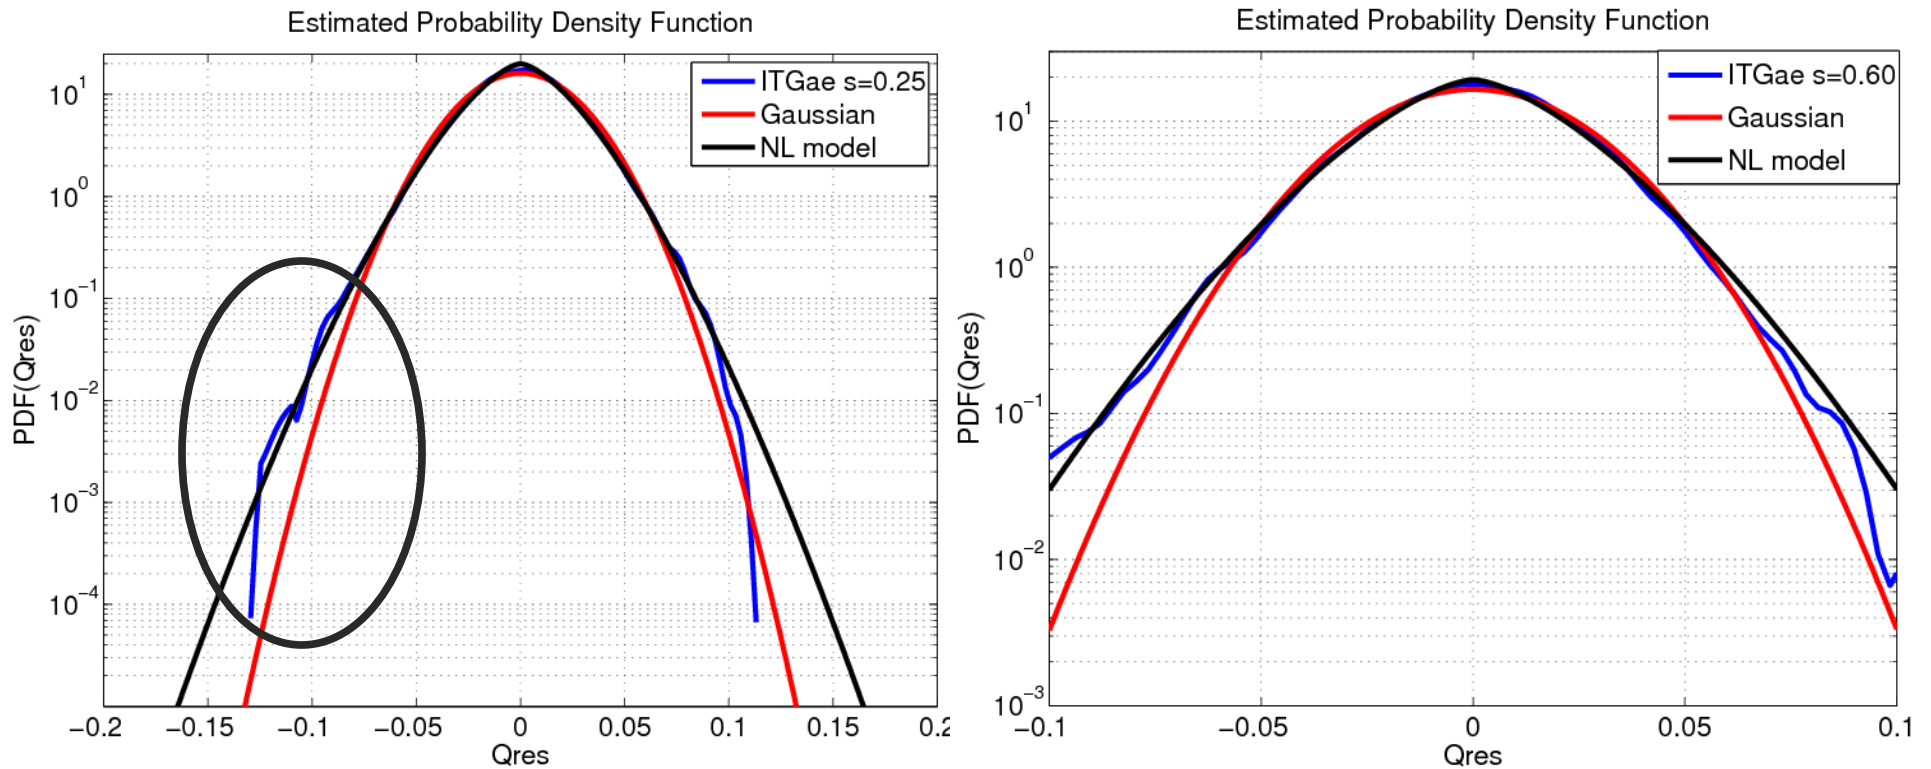 Estimated Probability Density Function
ITGae s=0.25
Gaussian
NL model
10^1
10^0
10^−1
10^−2
10^−3
10^−4
PDF(Qres)
−0.2 −0.15 −0.1 −0.05 0 0.05 0.1 0.15 0.2
Qres
Estimated Probability Density Function
ITGae s=0.60
Gaussian
NL model
10^1
10^0
10^−1
10^−2
10^−3
PDF(Qres)
−0.1 −0.05 0 0.05 0.1
Qres